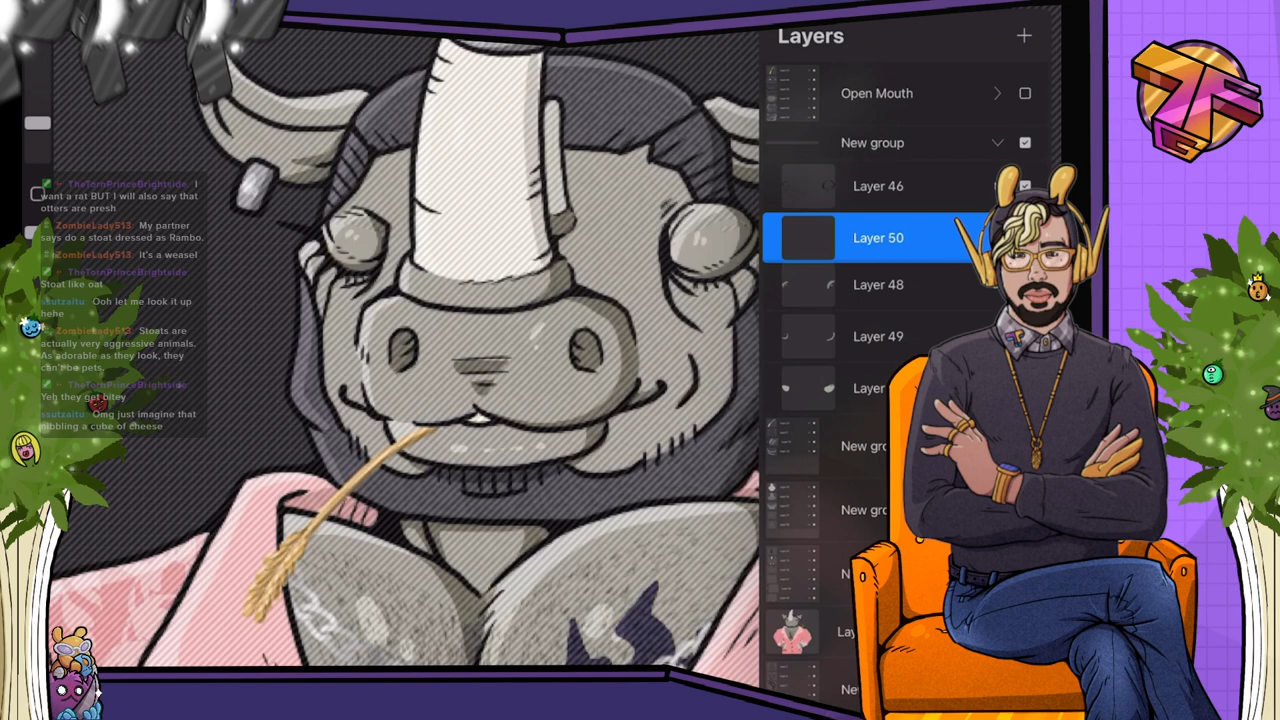 Layers
Open Mouth
New group
Layer 46
Layer 50
Layer 48
Layer 49
Layer
New gro
New gro
N
Lay
Ne
TheTornPrinceBrightside: I
want a rat BUT I will also say that
otters are presh
ZombieLady513: My partner
says do a stoat dressed as Rambo.
ZombieLady513: It's a weasel
TheTornPrinceBrightside:
Stoat like oat
ssutzaitu: Ooh let me look it up
hehe
ZombieLady513: Stoats are
actually very aggressive animals.
As adorable as they look, they
can't be pets.
TheTornPrinceBrightside:
Yeh they get bitey
ssutzaitu: Omg just imagine that
nibbling a cube of cheese